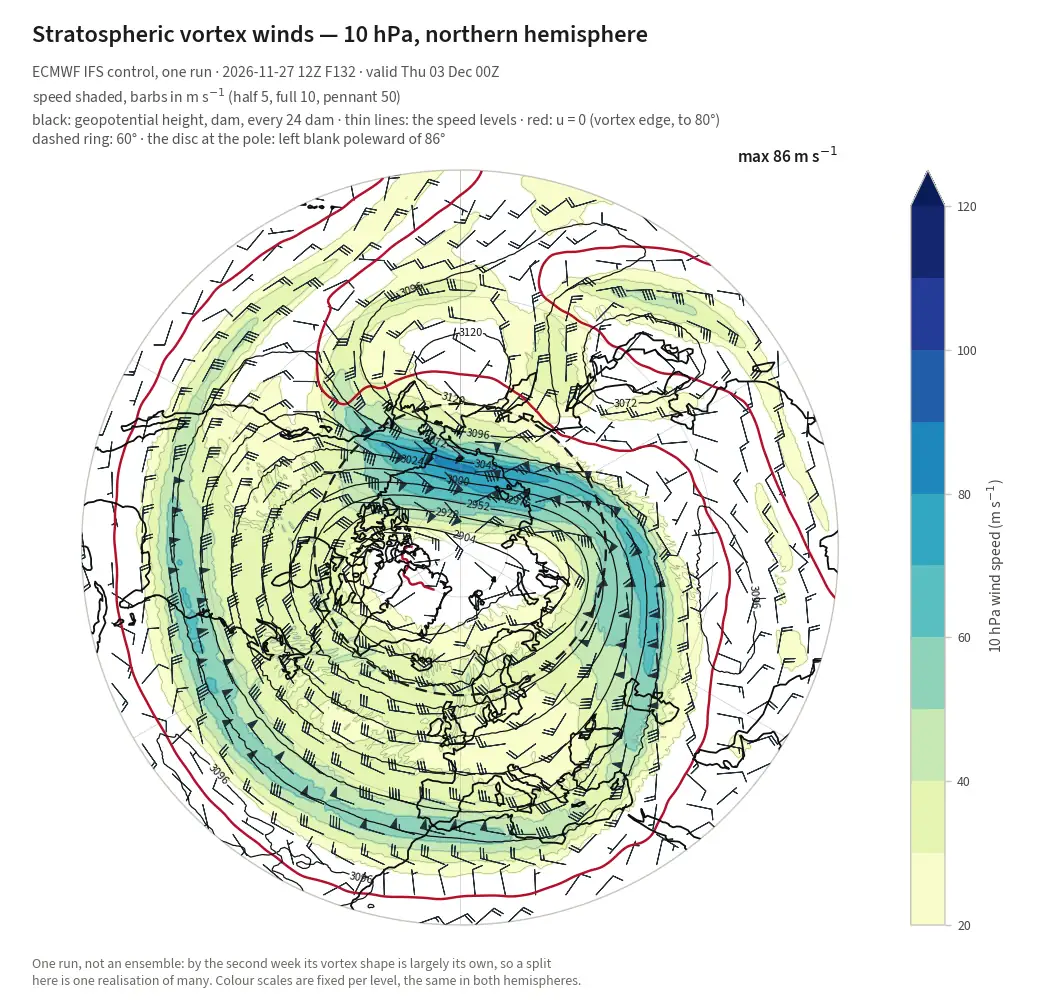 Stratospheric vortex winds — 10 hPa, northern hemisphere
ECMWF IFS control, one run · 2026-11-27 12Z F132 · valid Thu 03 Dec 00Z
speed shaded, barbs in m s⁻¹ (half 5, full 10, pennant 50)
black: geopotential height, dam, every 24 dam · thin lines: the speed levels · red: u = 0 (vortex edge, to 80°)
dashed ring: 60° · the disc at the pole: left blank poleward of 86°
max 86 m s⁻¹
120
100
80
60
40
20
10 hPa wind speed (m s⁻¹)
3120
3072
3120
3096
3024
3000
2952
2928
2904
3096
3096
3096
One run, not an ensemble: by the second week its vortex shape is largely its own, so a split
here is one realisation of many. Colour scales are fixed per level, the same in both hemispheres.